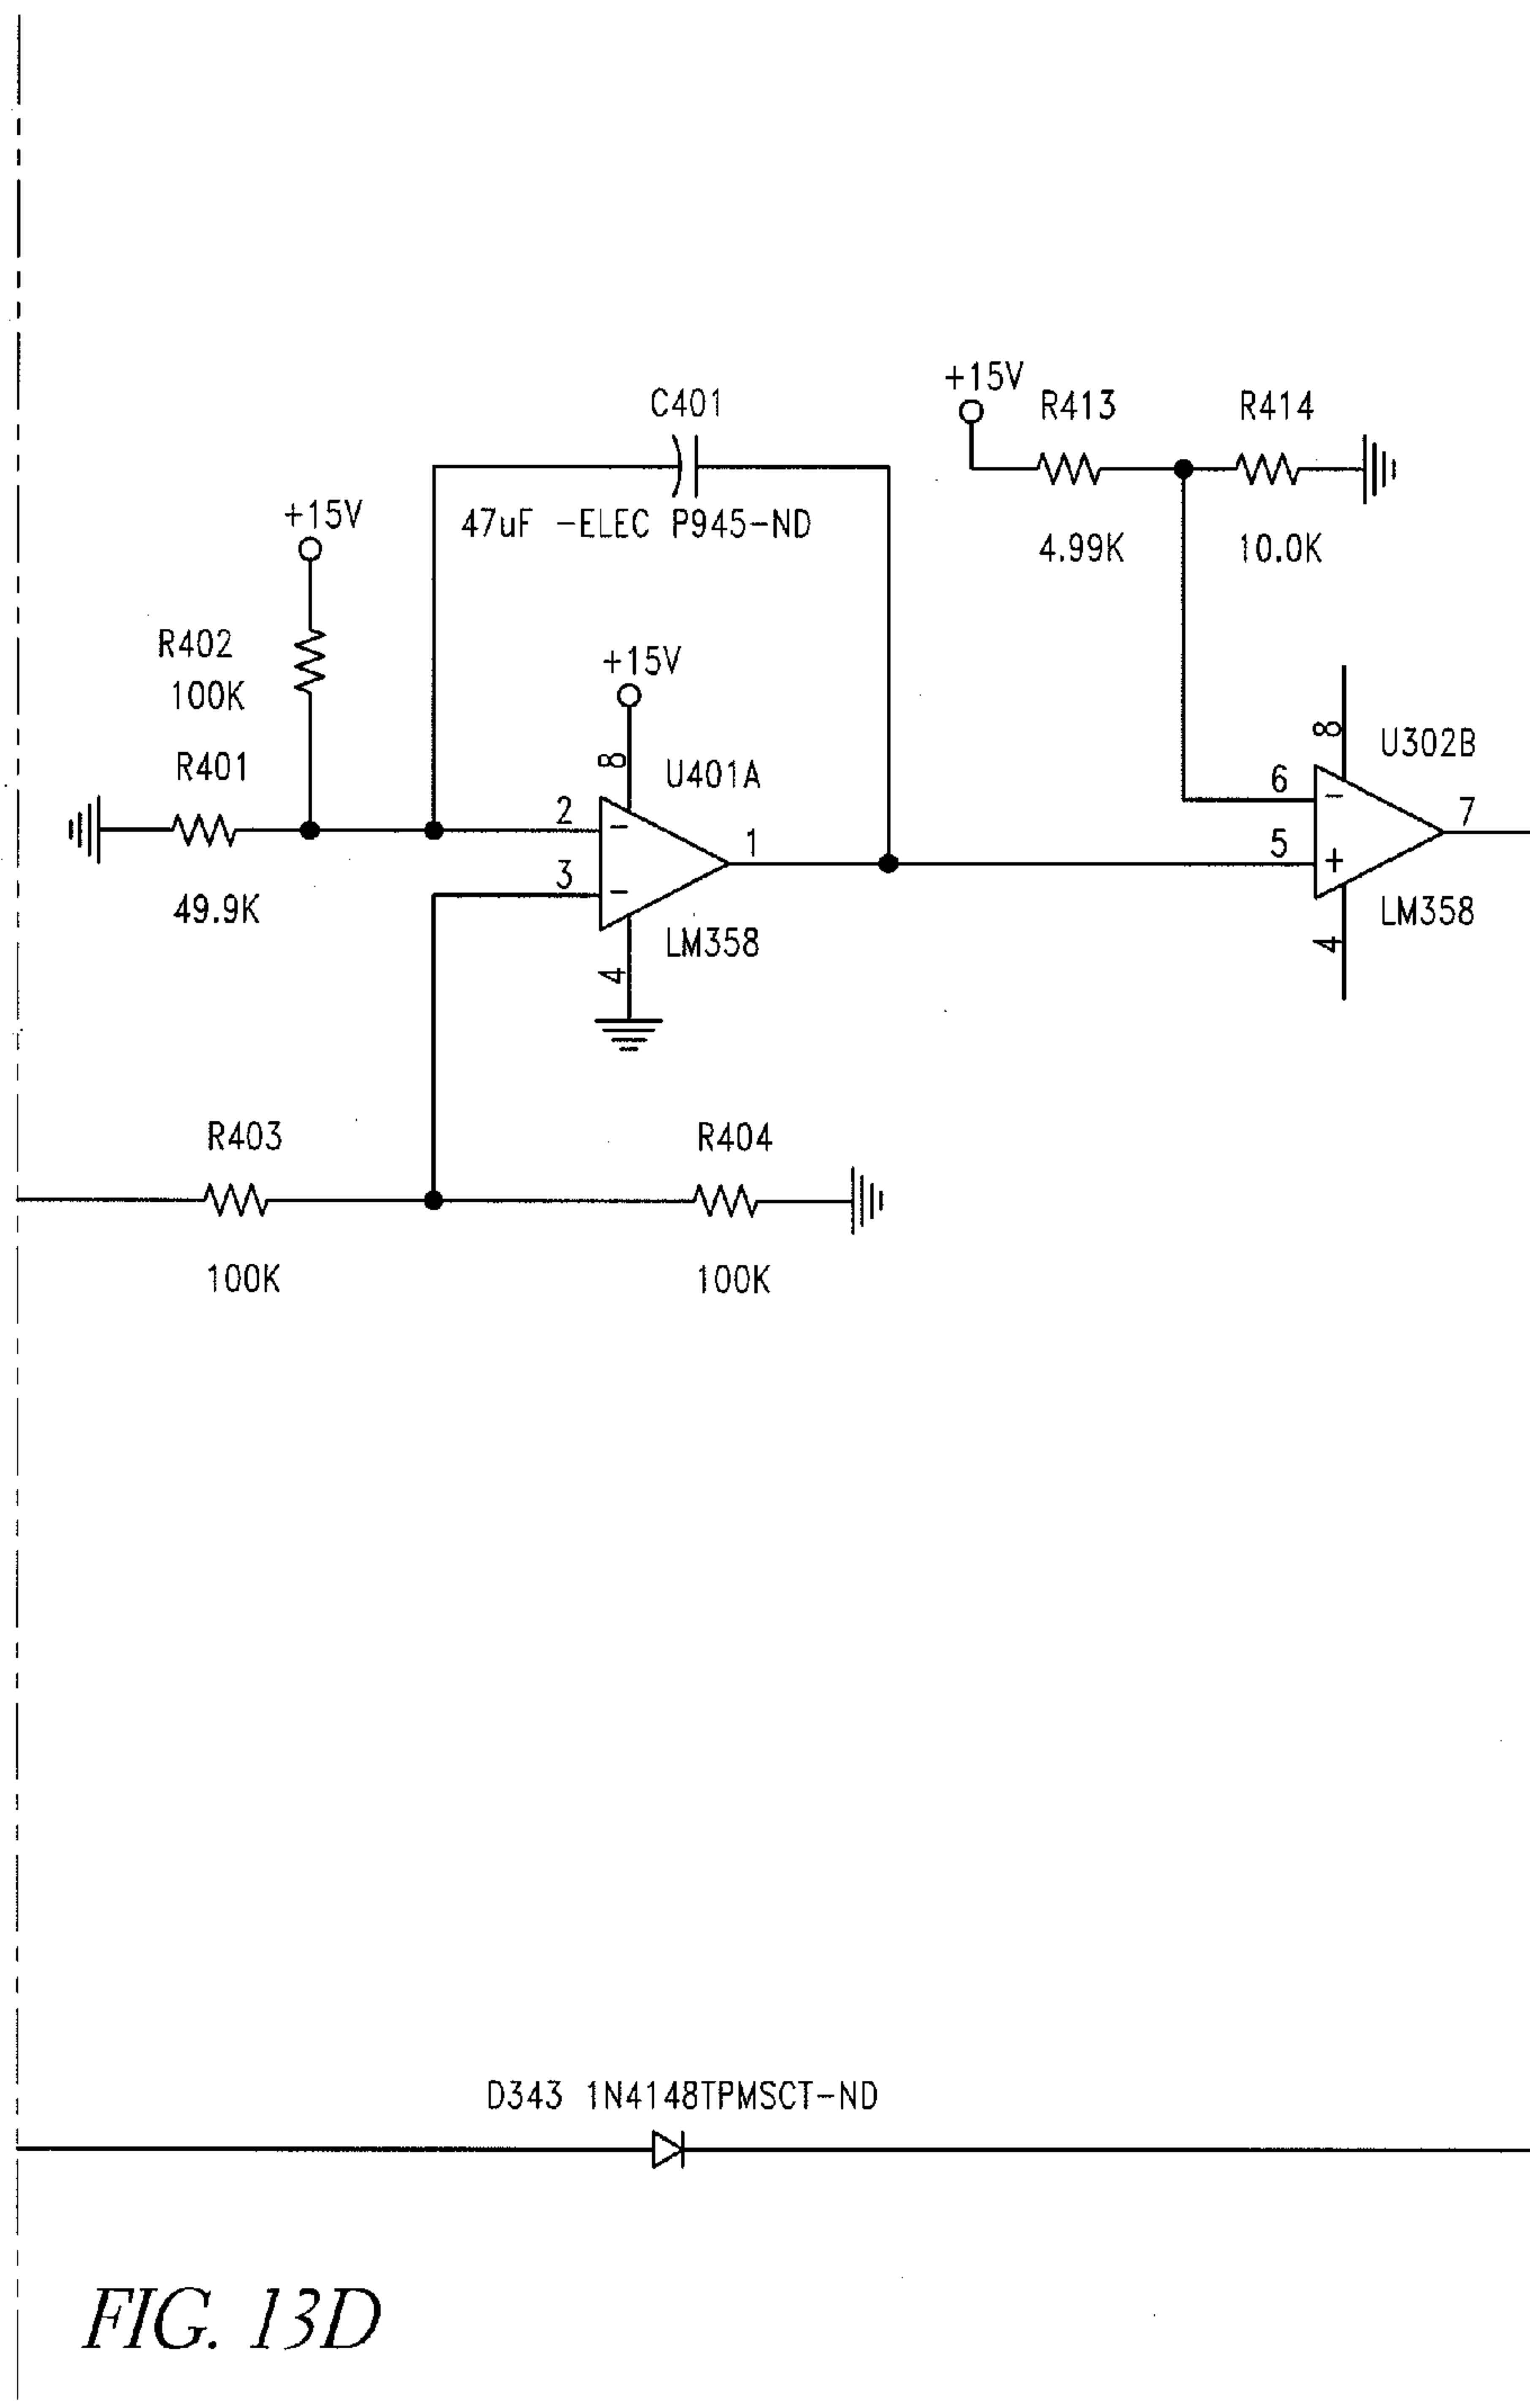 C401
47uF -ELEC P945-ND
+15V
R413
R414
4.99K
10.0K
+15V
R402
100K
R401
49.9K
+15V
8
U401A
2
-
3
-
1
4
LM358
8
U302B
6
-
5
+
7
4
LM358
R403
100K
R404
100K
D343 1N4148TPMSCT-ND
FIG. 13D